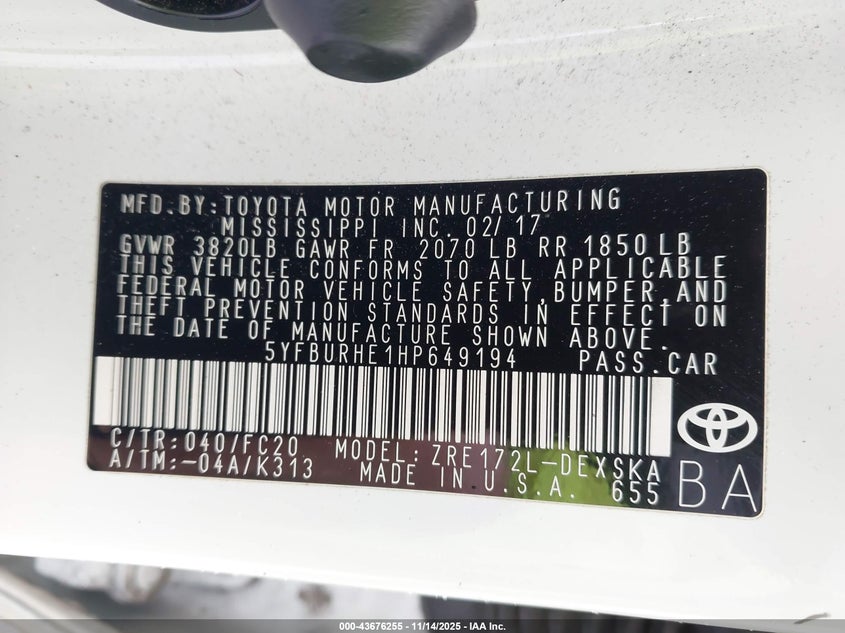 MFD.BY:TOYOTA MOTOR MANUFACTURING
MISSISSIPPI INC. 02/17
GVWR 3820LB GAWR FR 2070 LB RR 1850 LB
THIS VEHICLE CONFORMS TO ALL APPLICABLE
FEDERAL MOTOR VEHICLE SAFETY,BUMPER,AND
THEFT PREVENTION STANDARDS IN EFFECT ON
THE DATE OF MANUFACTURE SHOWN ABOVE.
5YFBURHE1HP649194 PASS.CAR
C/TR:040/FC20 MODEL:ZRE172L-DEXSKA
A/TM:-04A/K313 MADE IN U.S.A. 655
BA
000-43676255 - 11/14/2025 - IAA Inc.